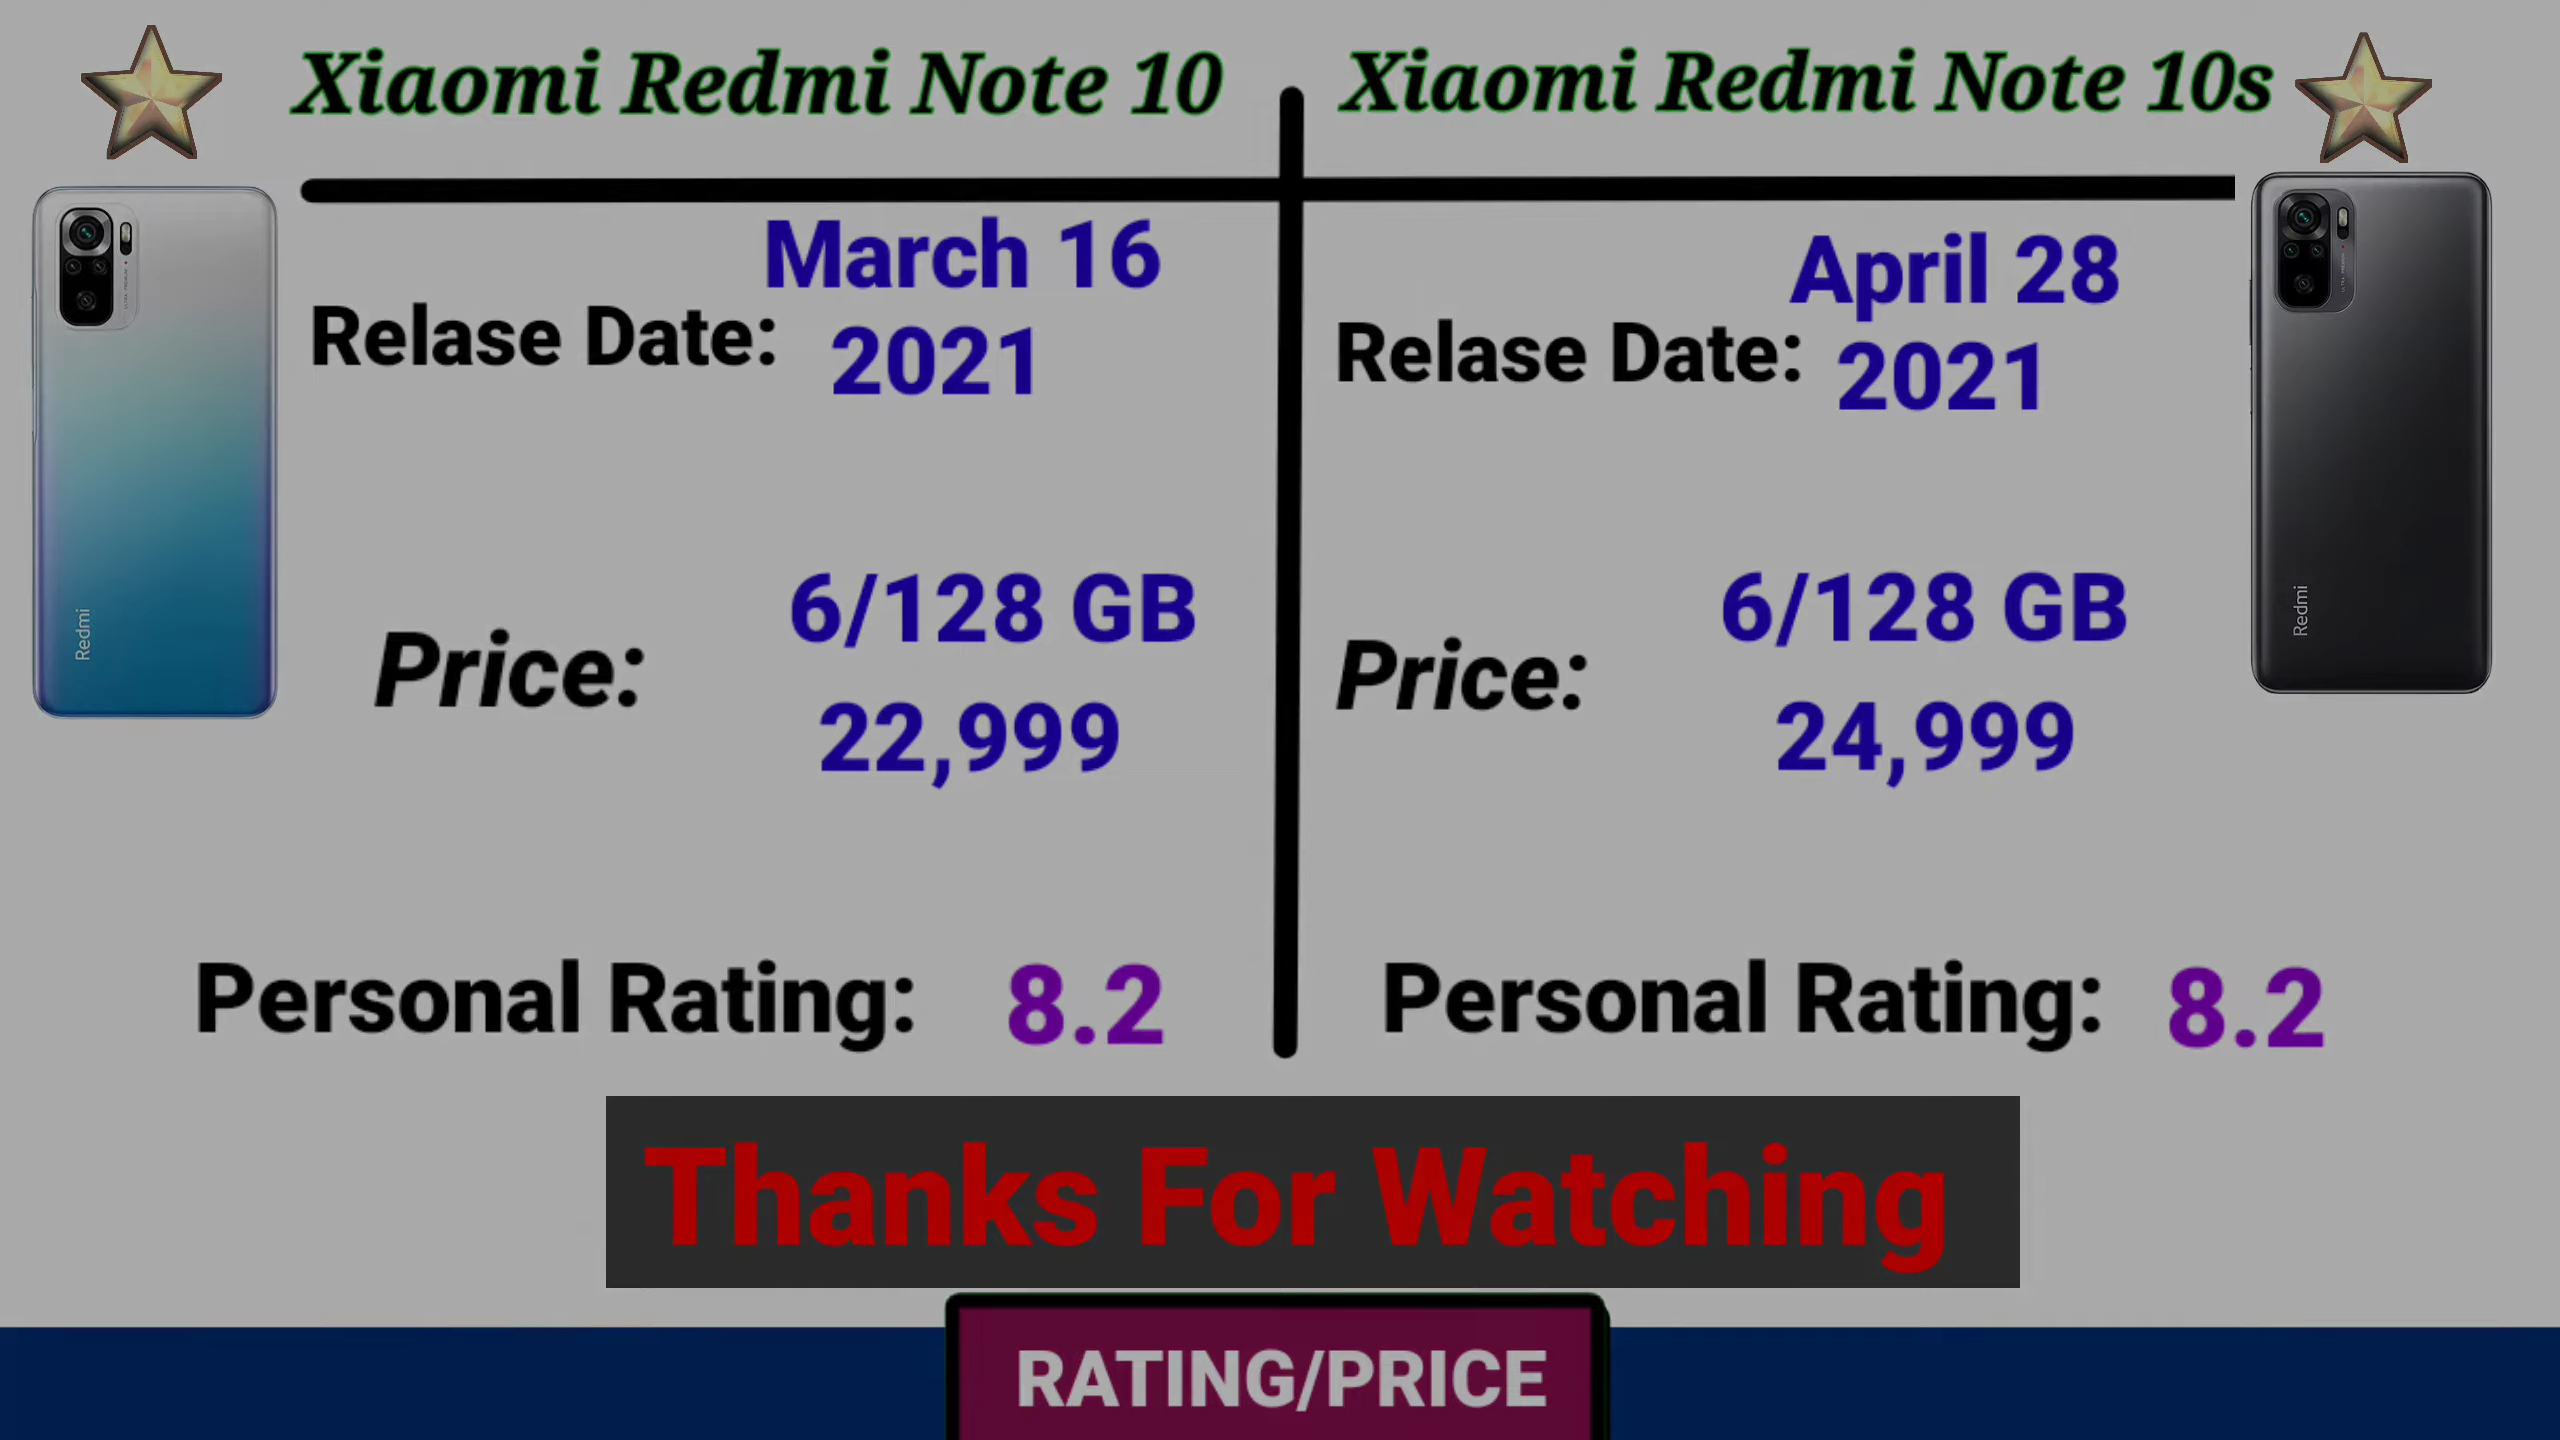 Xiaomi Redmi Note 10
Xiaomi Redmi Note 10s
March 16
Relase Date:
2021
April 28
Relase Date:
2021
6/128 GB
Price:
22,999
6/128 GB
Price:
24,999
Redmi
Redmi
Personal Rating: 8.2
Personal Rating: 8.2
Thanks For Watching
RATING/PRICE